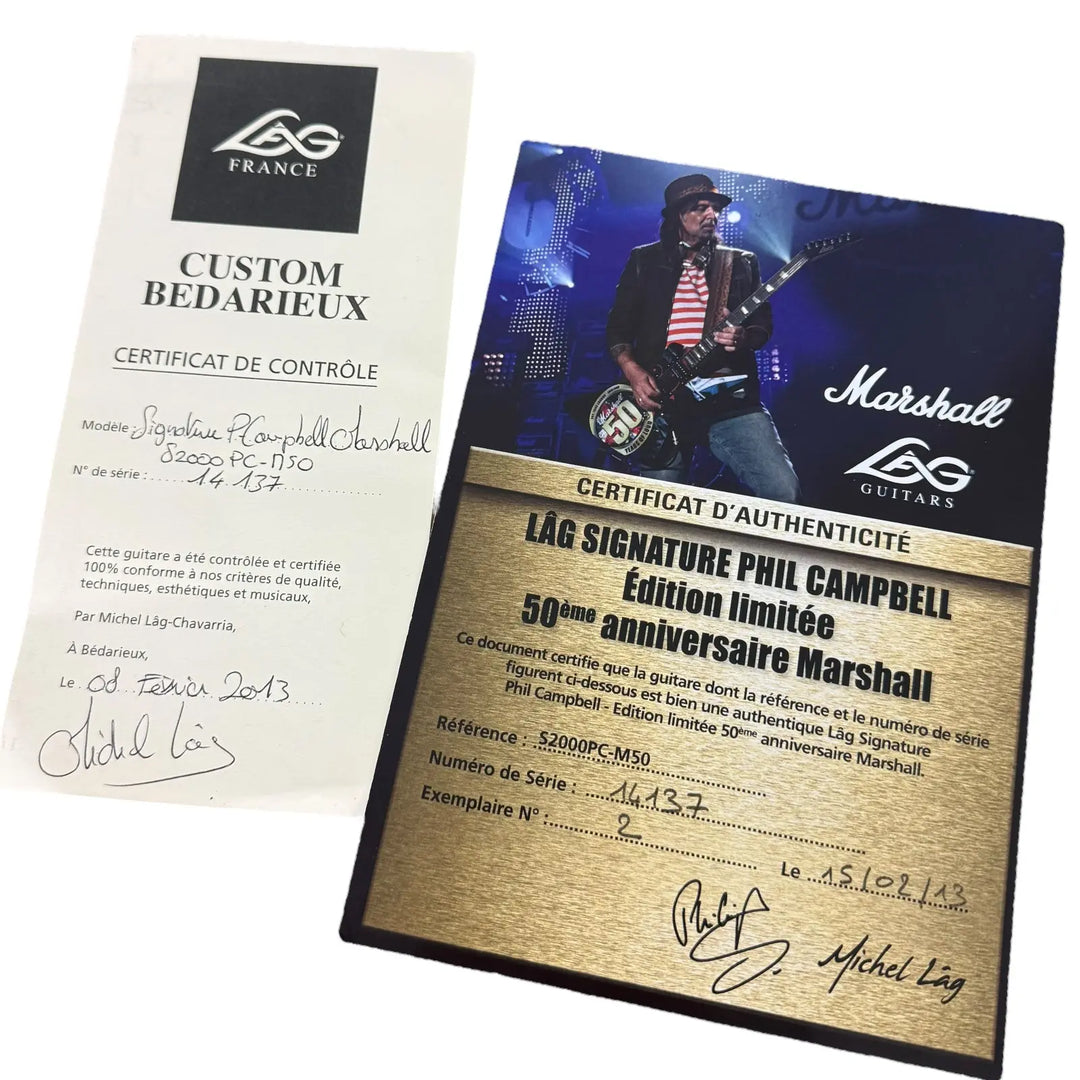 LÂG
FRANCE
CUSTOM
BEDARIEUX
CERTIFICAT DE CONTRÔLE
Modèle : Signature P. Campbell Marshall
S2000PC-M50
N° de série : 14.137
Cette guitare a été contrôlée et certifiée
100% conforme à nos critères de qualité,
techniques, esthétiques et musicaux,
Par Michel Lâg-Chavarria,
À Bédarieux,
Le 08 Février 2013
Michel Lâg
Marshall
50
Marshall
LÂG
GUITARS
CERTIFICAT D'AUTHENTICITÉ
LÂG SIGNATURE PHIL CAMPBELL
Édition limitée
50ème anniversaire Marshall
Ce document certifie que la guitare dont la référence et le numéro de série
figurent ci-dessous est bien une authentique Lâg Signature
Phil Campbell - Edition limitée 50ème anniversaire Marshall.
Référence : S2000PC-M50
Numéro de Série : 14137
Exemplaire N° : 2
Le 15/02/13
Michel Lâg